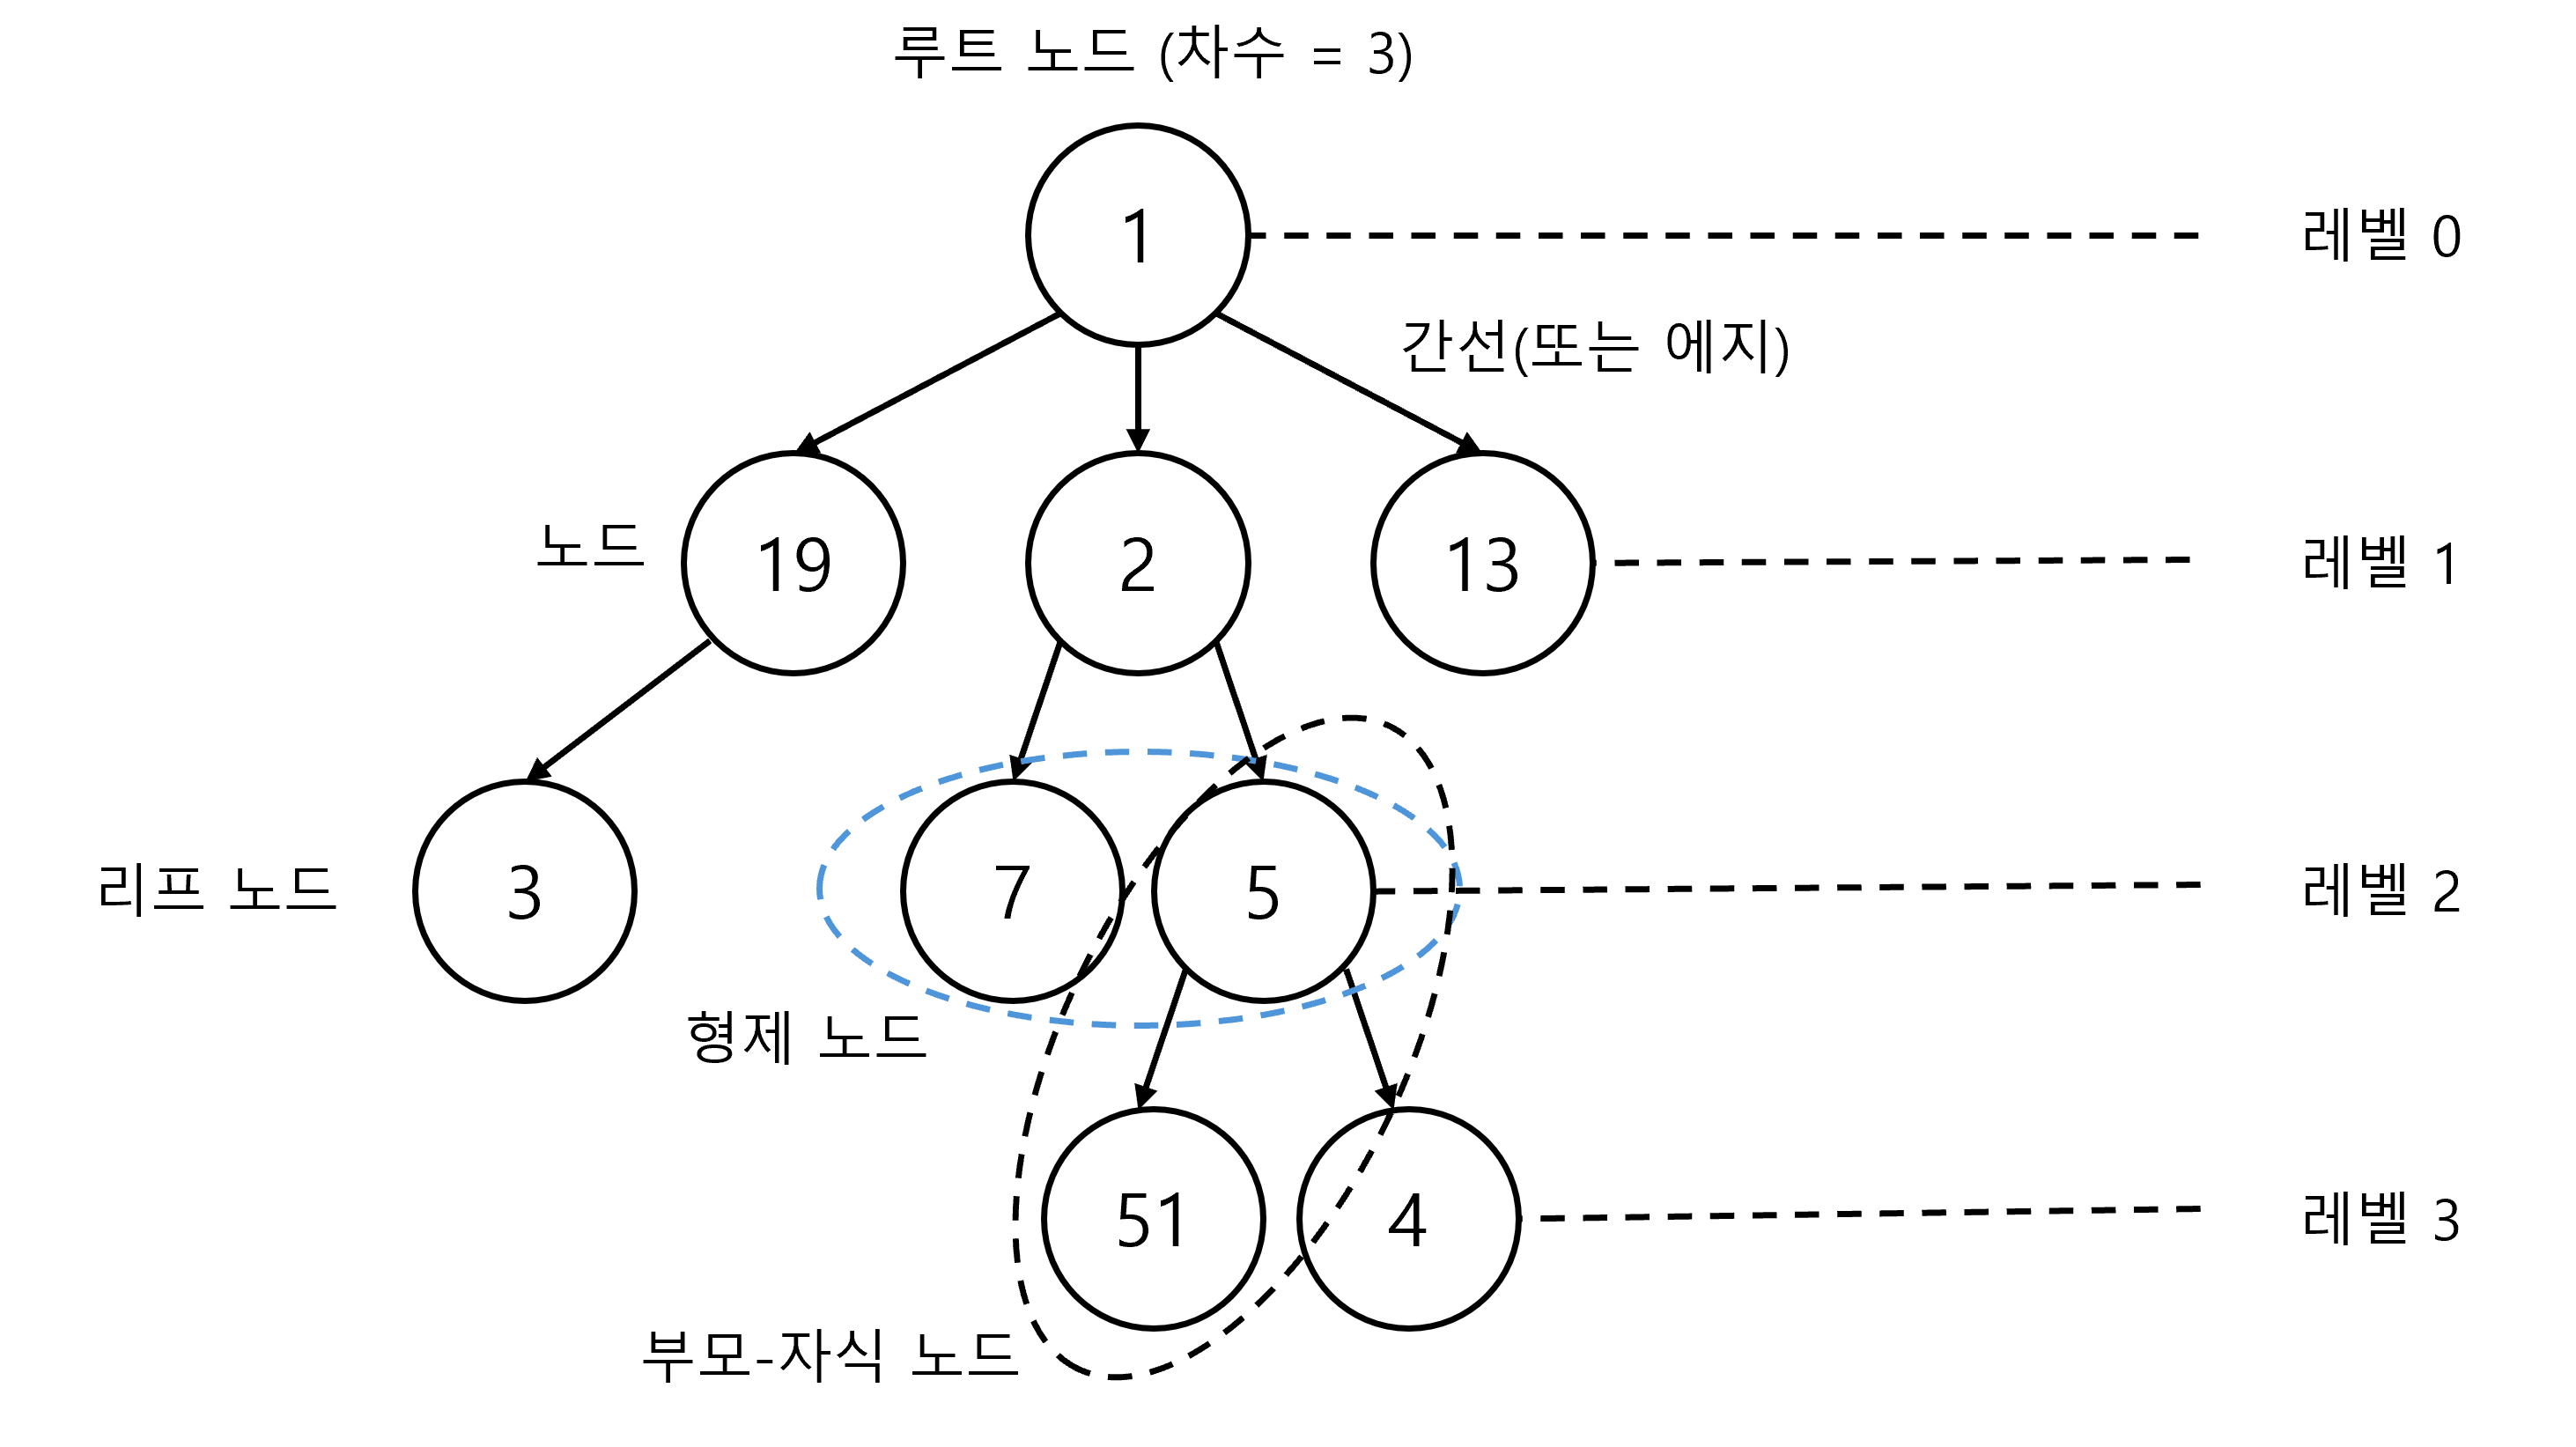 루트 노드 (차수 = 3)
1
레벨 0
간선(또는 에지)
노드
19
2
13
레벨 1
리프 노드
3
7
5
레벨 2
형제 노드
51
4
레벨 3
부모-자식 노드